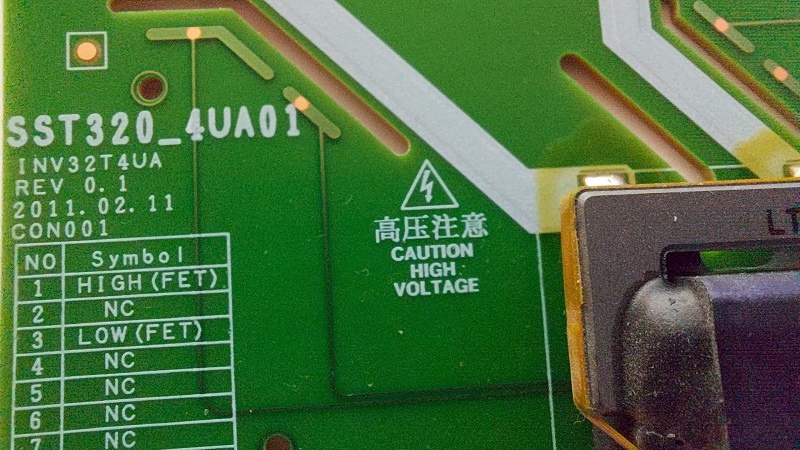 SST320_4UA01
INV32T4UA
REV 0.1
2011.02.11
CON001
NO Symbol
1 HIGH(FET)
2 NC
3 LOW(FET)
4 NC
5 NC
6 NC
7 NC
高压注意
CAUTION
HIGH
VOLTAGE
LT